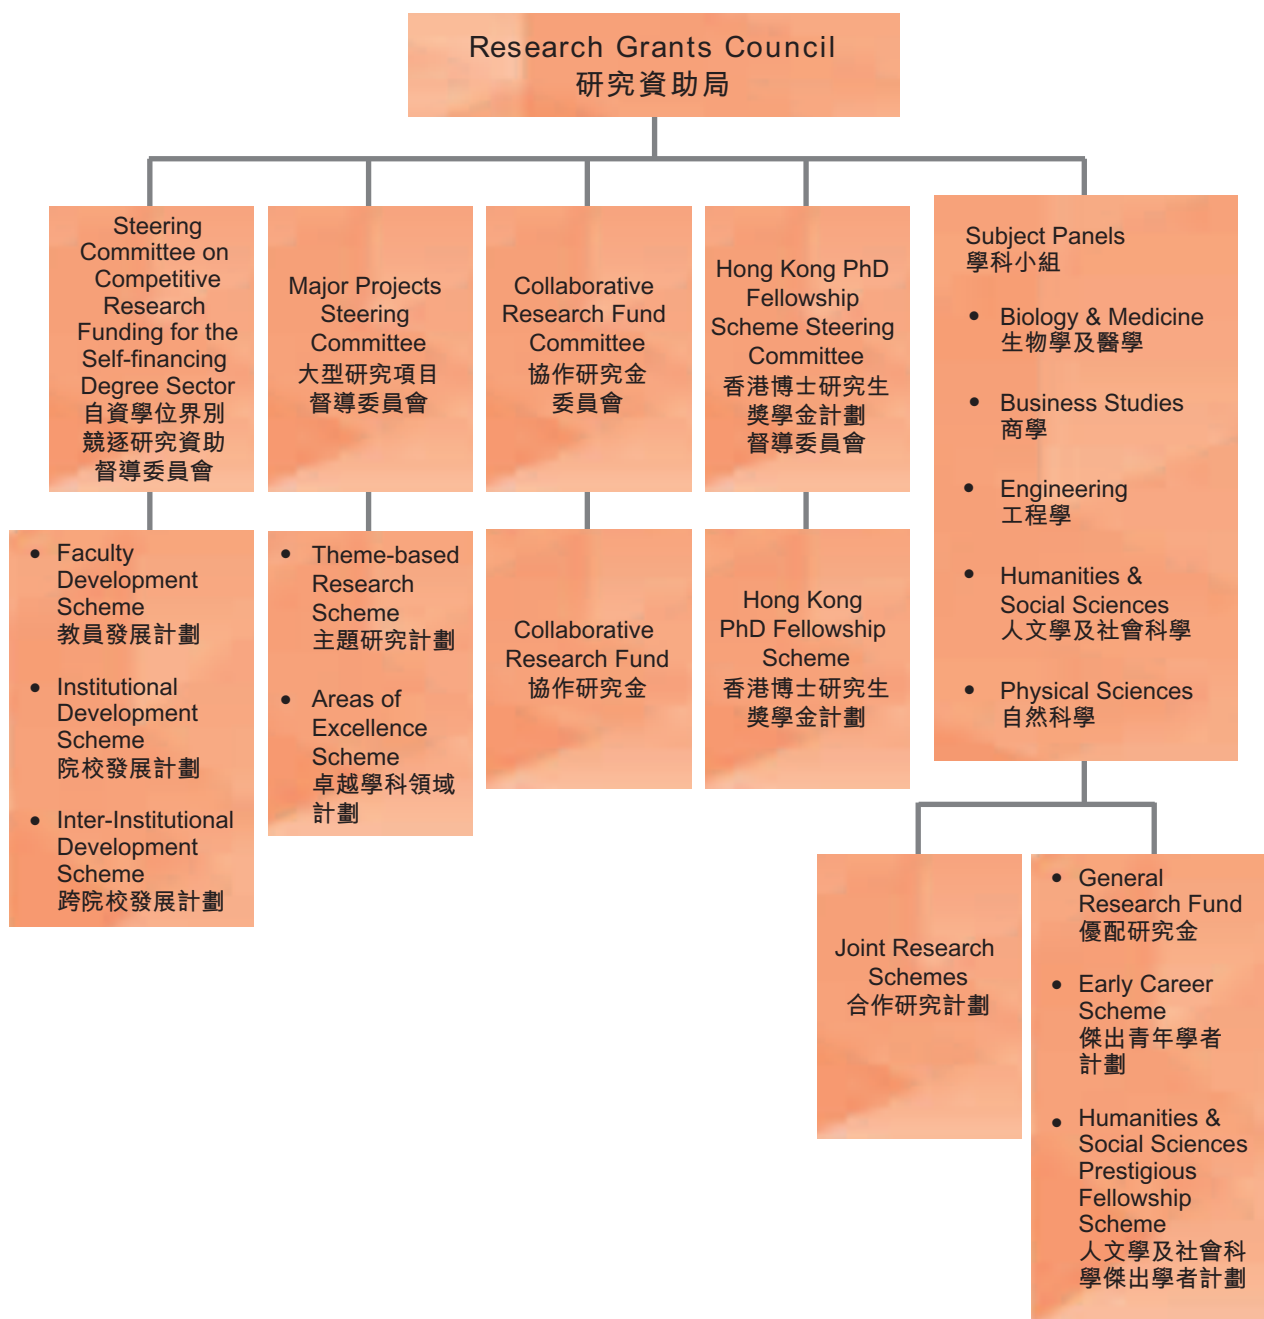 Research Grants Council
研究資助局
Steering
Committee on
Competitive
Research
Funding for the
Self-financing
Degree Sector
自資學位界別
競逐研究資助
督導委員會
Major Projects
Steering
Committee
大型研究項目
督導委員會
Collaborative
Research Fund
Committee
協作研究金
委員會
Hong Kong PhD
Fellowship
Scheme Steering
Committee
香港博士研究生
獎學金計劃
督導委員會
Subject Panels
學科小組
• Biology & Medicine
生物學及醫學
• Business Studies
商學
• Engineering
工程學
• Humanities &
Social Sciences
人文學及社會科學
• Physical Sciences
自然科學
• Faculty
Development
Scheme
教員發展計劃
• Institutional
Development
Scheme
院校發展計劃
• Inter-Institutional
Development
Scheme
跨院校發展計劃
• Theme-based
Research
Scheme
主題研究計劃
• Areas of
Excellence
Scheme
卓越學科領域
計劃
Collaborative
Research Fund
協作研究金
Hong Kong
PhD Fellowship
Scheme
香港博士研究生
獎學金計劃
Joint Research
Schemes
合作研究計劃
• General
Research Fund
優配研究金
• Early Career
Scheme
傑出青年學者
計劃
• Humanities &
Social Sciences
Prestigious
Fellowship
Scheme
人文學及社會科
學傑出學者計劃